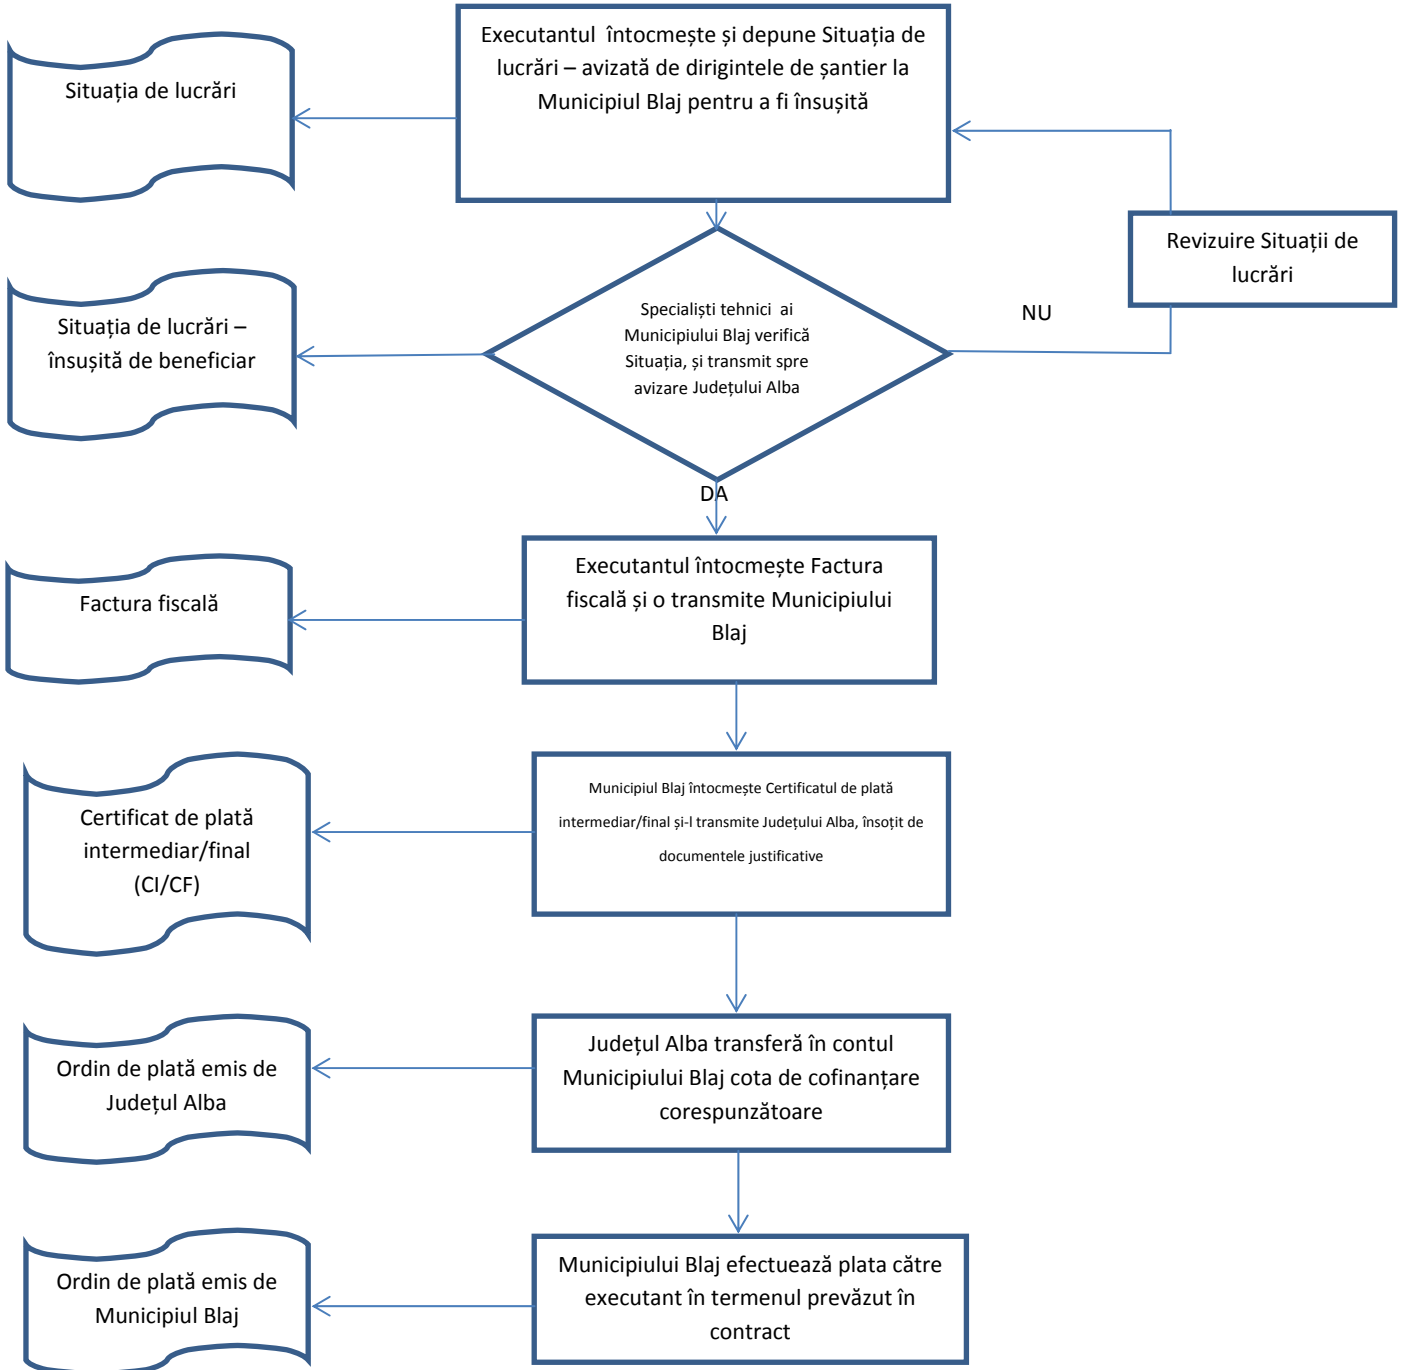 Situația de lucrări
Executantul  întocmește și depune Situația de
lucrări – avizată de dirigintele de șantier la
Municipiul Blaj pentru a fi însușită
Revizuire Situații de
lucrări
Situația de lucrări –
însușită de beneficiar
Specialiști tehnici  ai
Municipiului Blaj verifică
Situația, și transmit spre
avizare Județului Alba
NU
DA
Factura fiscală
Executantul întocmește Factura
fiscală și o transmite Municipiului
Blaj
Certificat de plată
intermediar/final
(CI/CF)
Municipiul Blaj întocmește Certificatul de plată
intermediar/final și-l transmite Județului Alba, însoțit de
documentele justificative
Ordin de plată emis de
Județul Alba
Județul Alba transferă în contul
Municipiului Blaj cota de cofinanțare
corespunzătoare
Ordin de plată emis de
Municipiul Blaj
Municipiului Blaj efectuează plata către
executant în termenul prevăzut în
contract